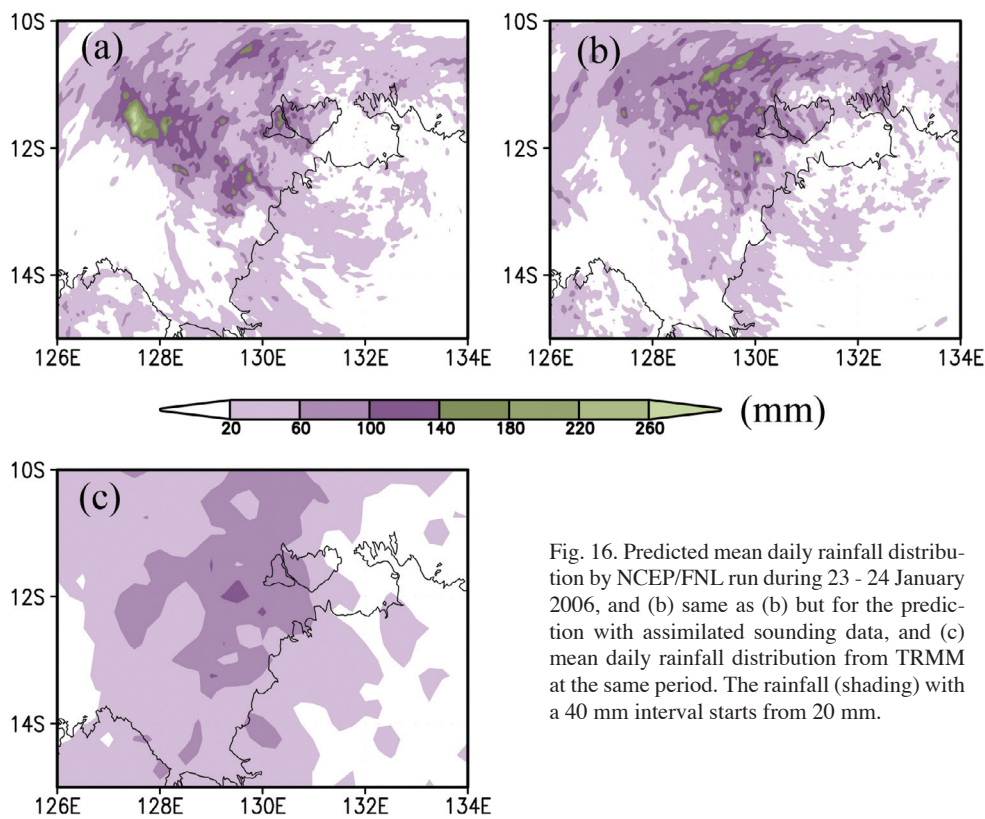 10S
(a)
12S
14S
126E 128E 130E 132E 134E
10S
(b)
12S
14S
126E 128E 130E 132E 134E
20 60 100 140 180 220 260
(mm)
10S
(c)
12S
14S
126E 128E 130E 132E 134E
Fig. 16. Predicted mean daily rainfall distribu-
tion by NCEP/FNL run during 23 - 24 January
2006, and (b) same as (b) but for the predic-
tion with assimilated sounding data, and (c)
mean daily rainfall distribution from TRMM
at the same period. The rainfall (shading) with
a 40 mm interval starts from 20 mm.